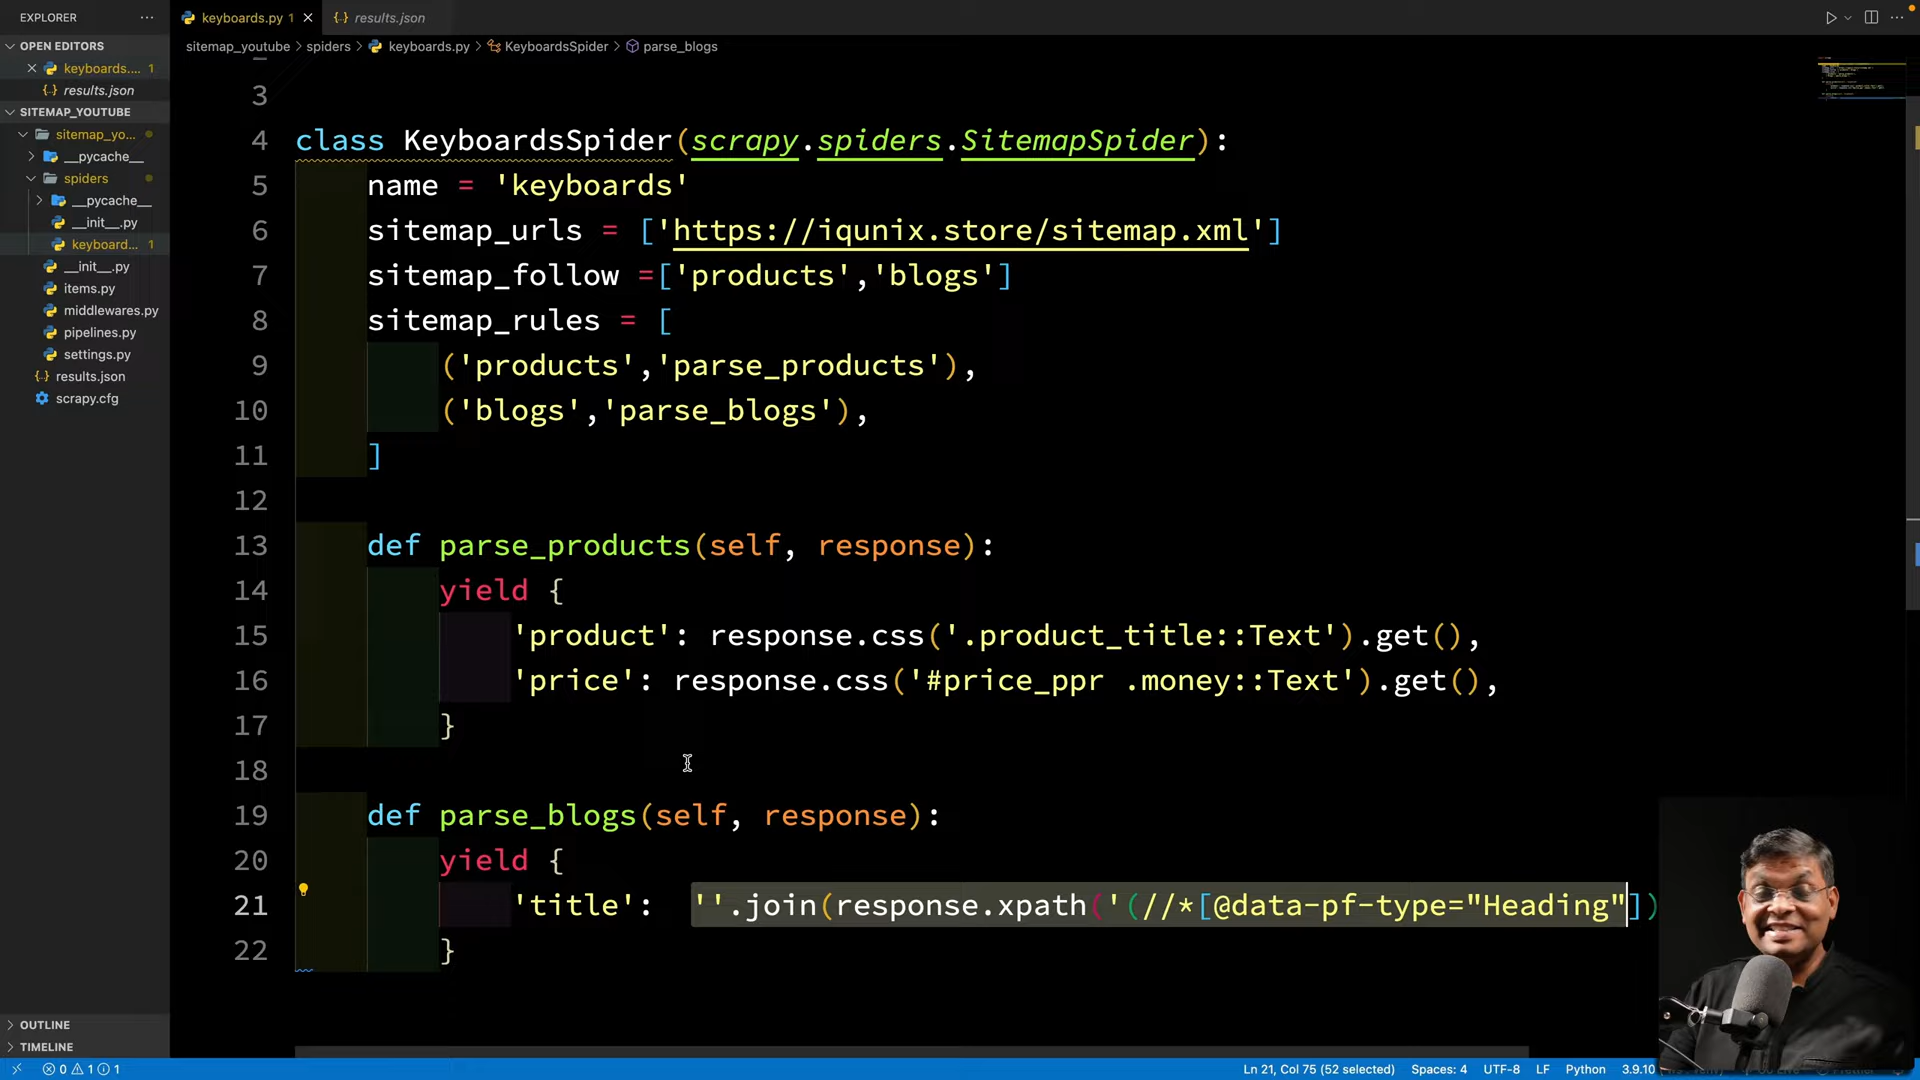 EXPLORER
keyboards.py 1
results.json
sitemap_youtube > spiders > keyboards.py > KeyboardsSpider > parse_blogs
OPEN EDITORS
keyboards.... 1
results.json
SITEMAP_YOUTUBE
sitemap_yo...
__pycache__
spiders
__pycache__
__init__.py
keyboard... 1
__init__.py
items.py
middlewares.py
pipelines.py
settings.py
results.json
scrapy.cfg
OUTLINE
TIMELINE
3
4 class KeyboardsSpider(scrapy.spiders.SitemapSpider):
5 name = 'keyboards'
6 sitemap_urls = ['https://iqunix.store/sitemap.xml']
7 sitemap_follow =['products','blogs']
8 sitemap_rules = [
9 ('products','parse_products'),
10 ('blogs','parse_blogs'),
11 ]
12
13 def parse_products(self, response):
14 yield {
15 'product': response.css('.product_title::Text').get(),
16 'price': response.css('#price_ppr .money::Text').get(),
17 }
18
19 def parse_blogs(self, response):
20 yield {
21 'title': ''.join(response.xpath('(//*[@data-pf-type="Heading"])
22 }
0 1 1
Ln 21, Col 75 (52 selected) Spaces: 4 UTF-8 LF Python 3.9.10